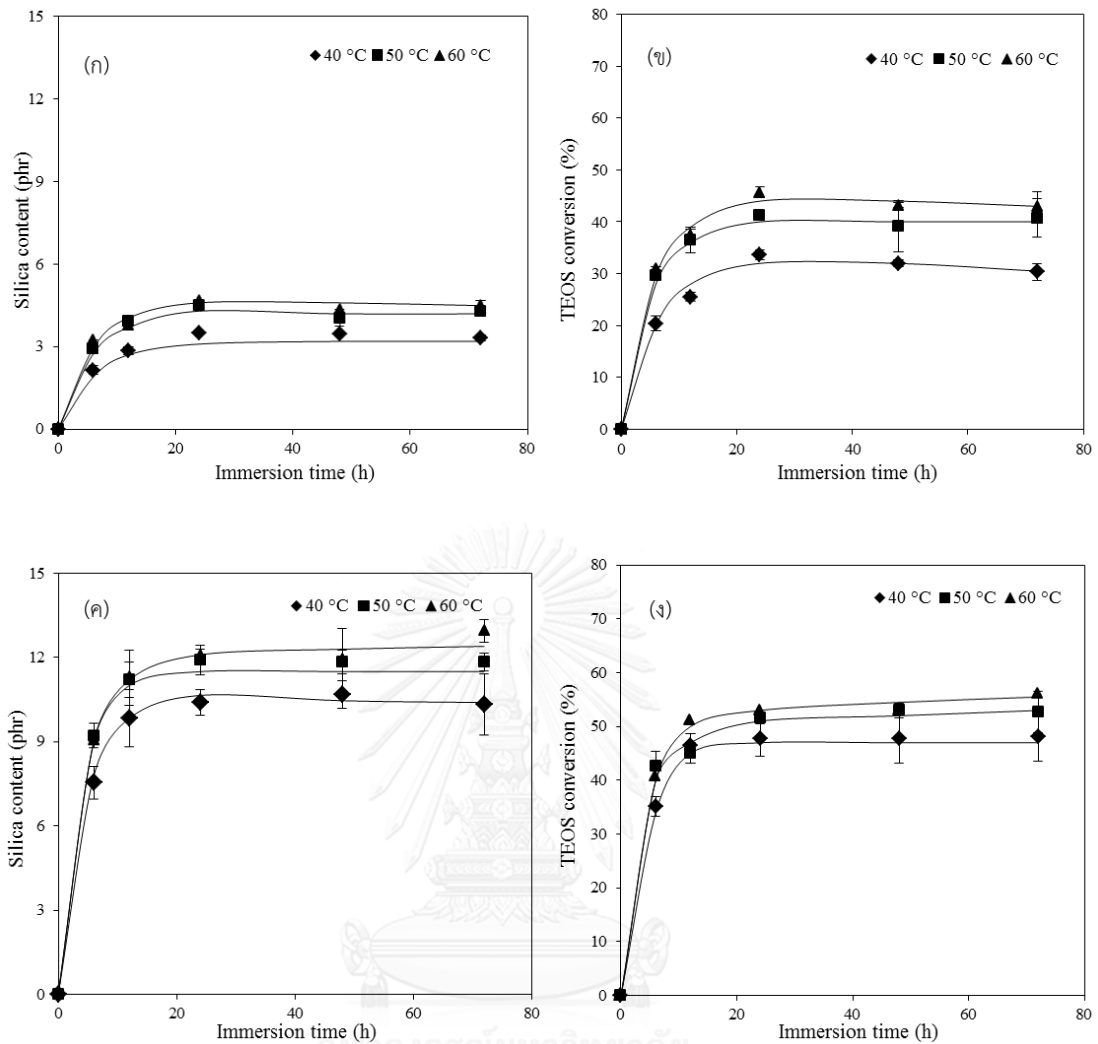 15
12
9
6
3
0
Silica content (phr)
(ก)
◆ 40 °C ■ 50 °C ▲ 60 °C
0 20 40 60 80
Immersion time (h)
80
70
60
50
40
30
20
10
0
TEOS conversion (%)
(ข)
◆ 40 °C ■ 50 °C ▲ 60 °C
0 20 40 60 80
Immersion time (h)
15
12
9
6
3
0
Silica content (phr)
(ค)
◆ 40 °C ■ 50 °C ▲ 60 °C
0 20 40 60 80
Immersion time (h)
80
70
60
50
40
30
20
10
0
TEOS conversion (%)
(ง)
◆ 40 °C ■ 50 °C ▲ 60 °C
0 20 40 60 80
Immersion time (h)